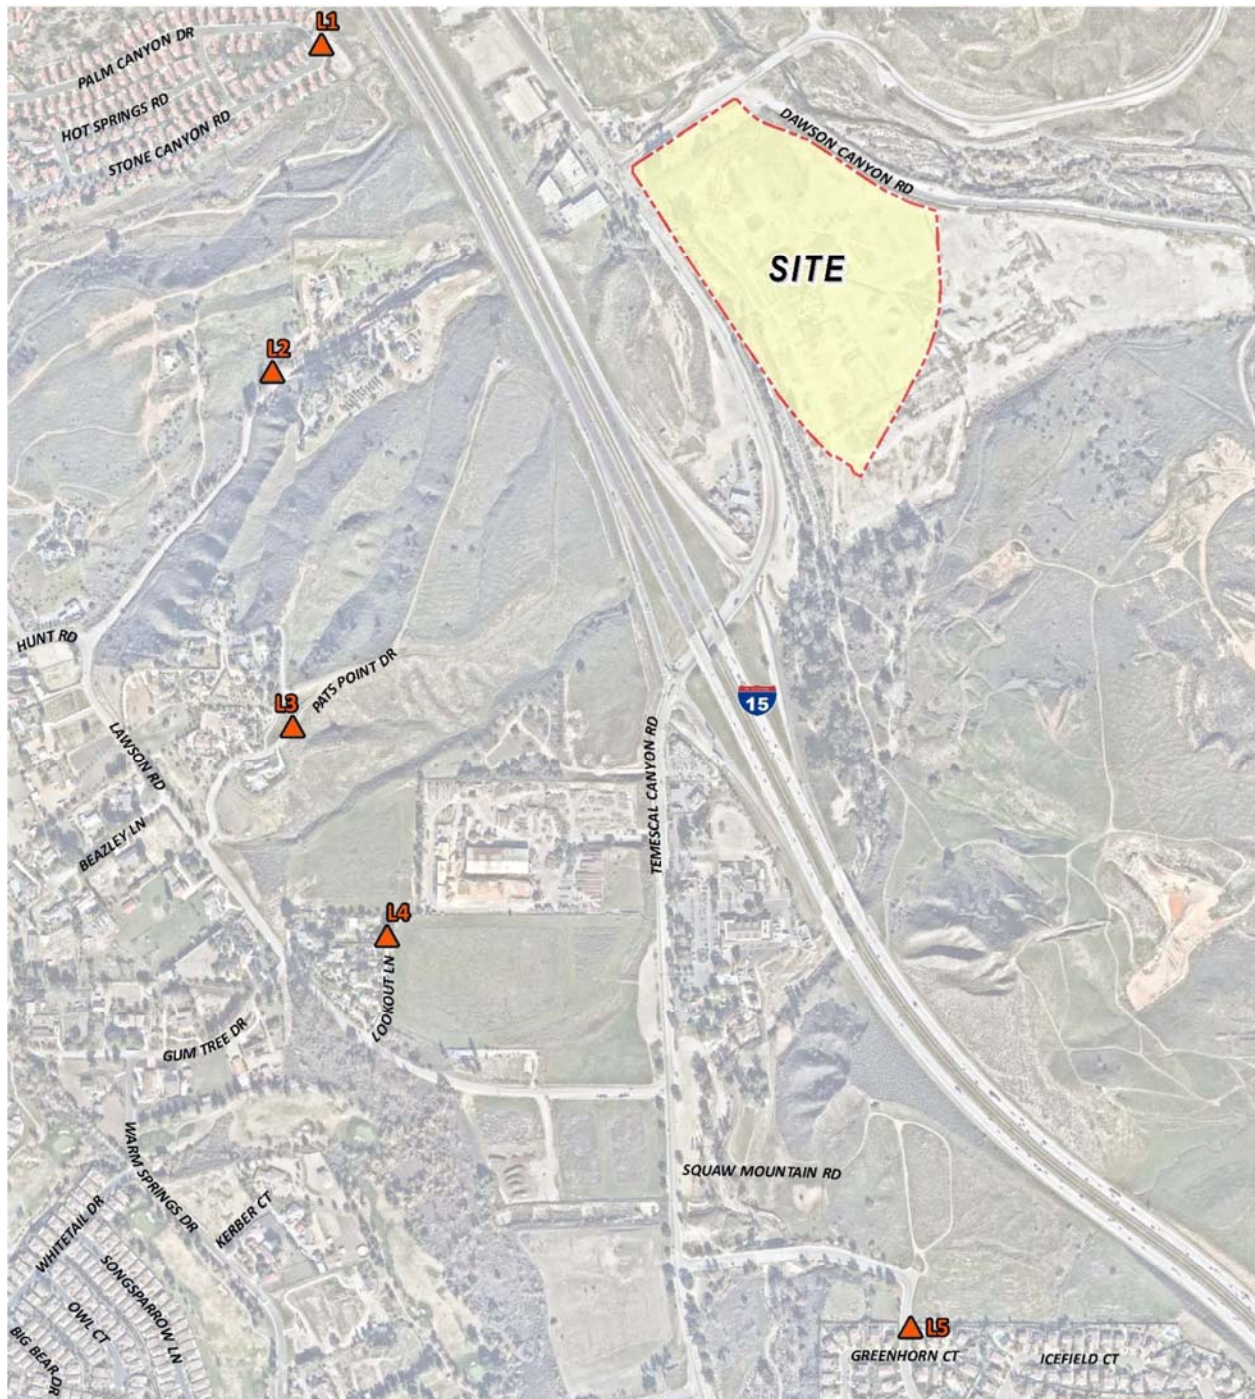 L1
PALM CANYON DR
HOT SPRINGS RD
STONE CANYON RD
DAWSON CANYON RD
SITE
L2
HUNT RD
PATS POINT DR
L3
15
LAWSON RD
TEMESCAL CANYON RD
BEAZLEY LN
L4
LOOKOUT LN
GUM TREE DR
WARM SPRINGS DR
SQUAW MOUNTAIN RD
KERBER CT
WHITETAIL DR
SONGSPARROW LN
OWL CT
BIG BEAR DR
L5
GREENHORN CT
ICEFIELD CT